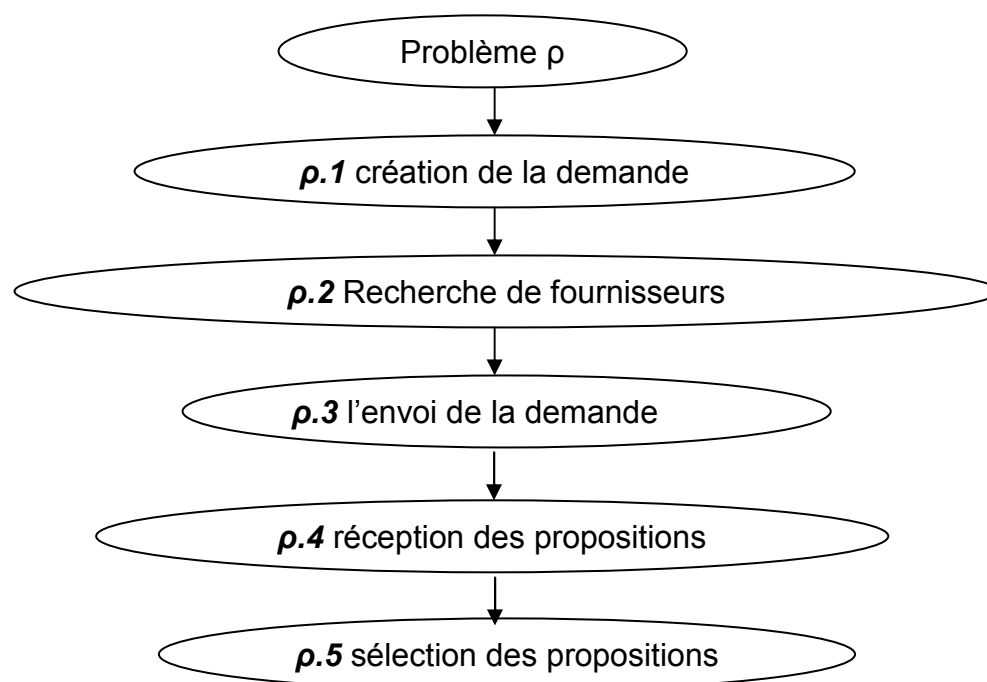 Problème ρ
ρ.1 création de la demande
ρ.2 Recherche de fournisseurs
ρ.3 l’envoi de la demande
ρ.4 réception des propositions
ρ.5 sélection des propositions